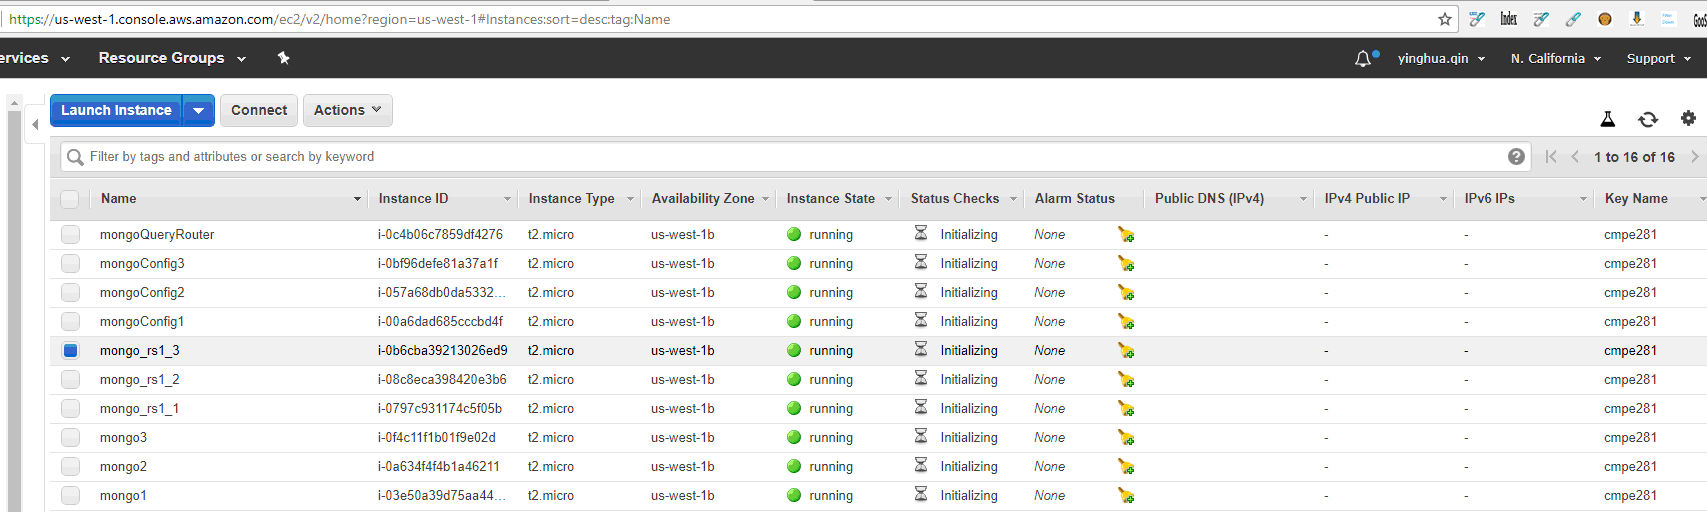 https://us-west-1.console.aws.amazon.com/ec2/v2/home?region=us-west-1#Instances:sort=desc:tag:Name Index
ervices Resource Groups yinghua.qin N. California Support
Launch Instance Connect Actions
Filter by tags and attributes or search by keyword 1 to 16 of 16
Name Instance ID Instance Type Availability Zone Instance State Status Checks Alarm Status Public DNS (IPv4) IPv4 Public IP IPv6 IPs Key Name
mongoQueryRouter i-0c4b06c7859df4276 t2.micro us-west-1b running Initializing None - - cmpe281
mongoConfig3 i-0bf96defe81a37a1f t2.micro us-west-1b running Initializing None - - cmpe281
mongoConfig2 i-057a68db0da5332... t2.micro us-west-1b running Initializing None - - cmpe281
mongoConfig1 i-00a6dad685cccbd4f t2.micro us-west-1b running Initializing None - - cmpe281
mongo_rs1_3 i-0b6cba39213026ed9 t2.micro us-west-1b running Initializing None - - cmpe281
mongo_rs1_2 i-08c8eca398420e3b6 t2.micro us-west-1b running Initializing None - - cmpe281
mongo_rs1_1 i-0797c931174c5f05b t2.micro us-west-1b running Initializing None - - cmpe281
mongo3 i-0f4c11f1b01f9e02d t2.micro us-west-1b running Initializing None - - cmpe281
mongo2 i-0a634f4f4b1a46211 t2.micro us-west-1b running Initializing None - - cmpe281
mongo1 i-03e50a39d75aa44... t2.micro us-west-1b running Initializing None - - cmpe281